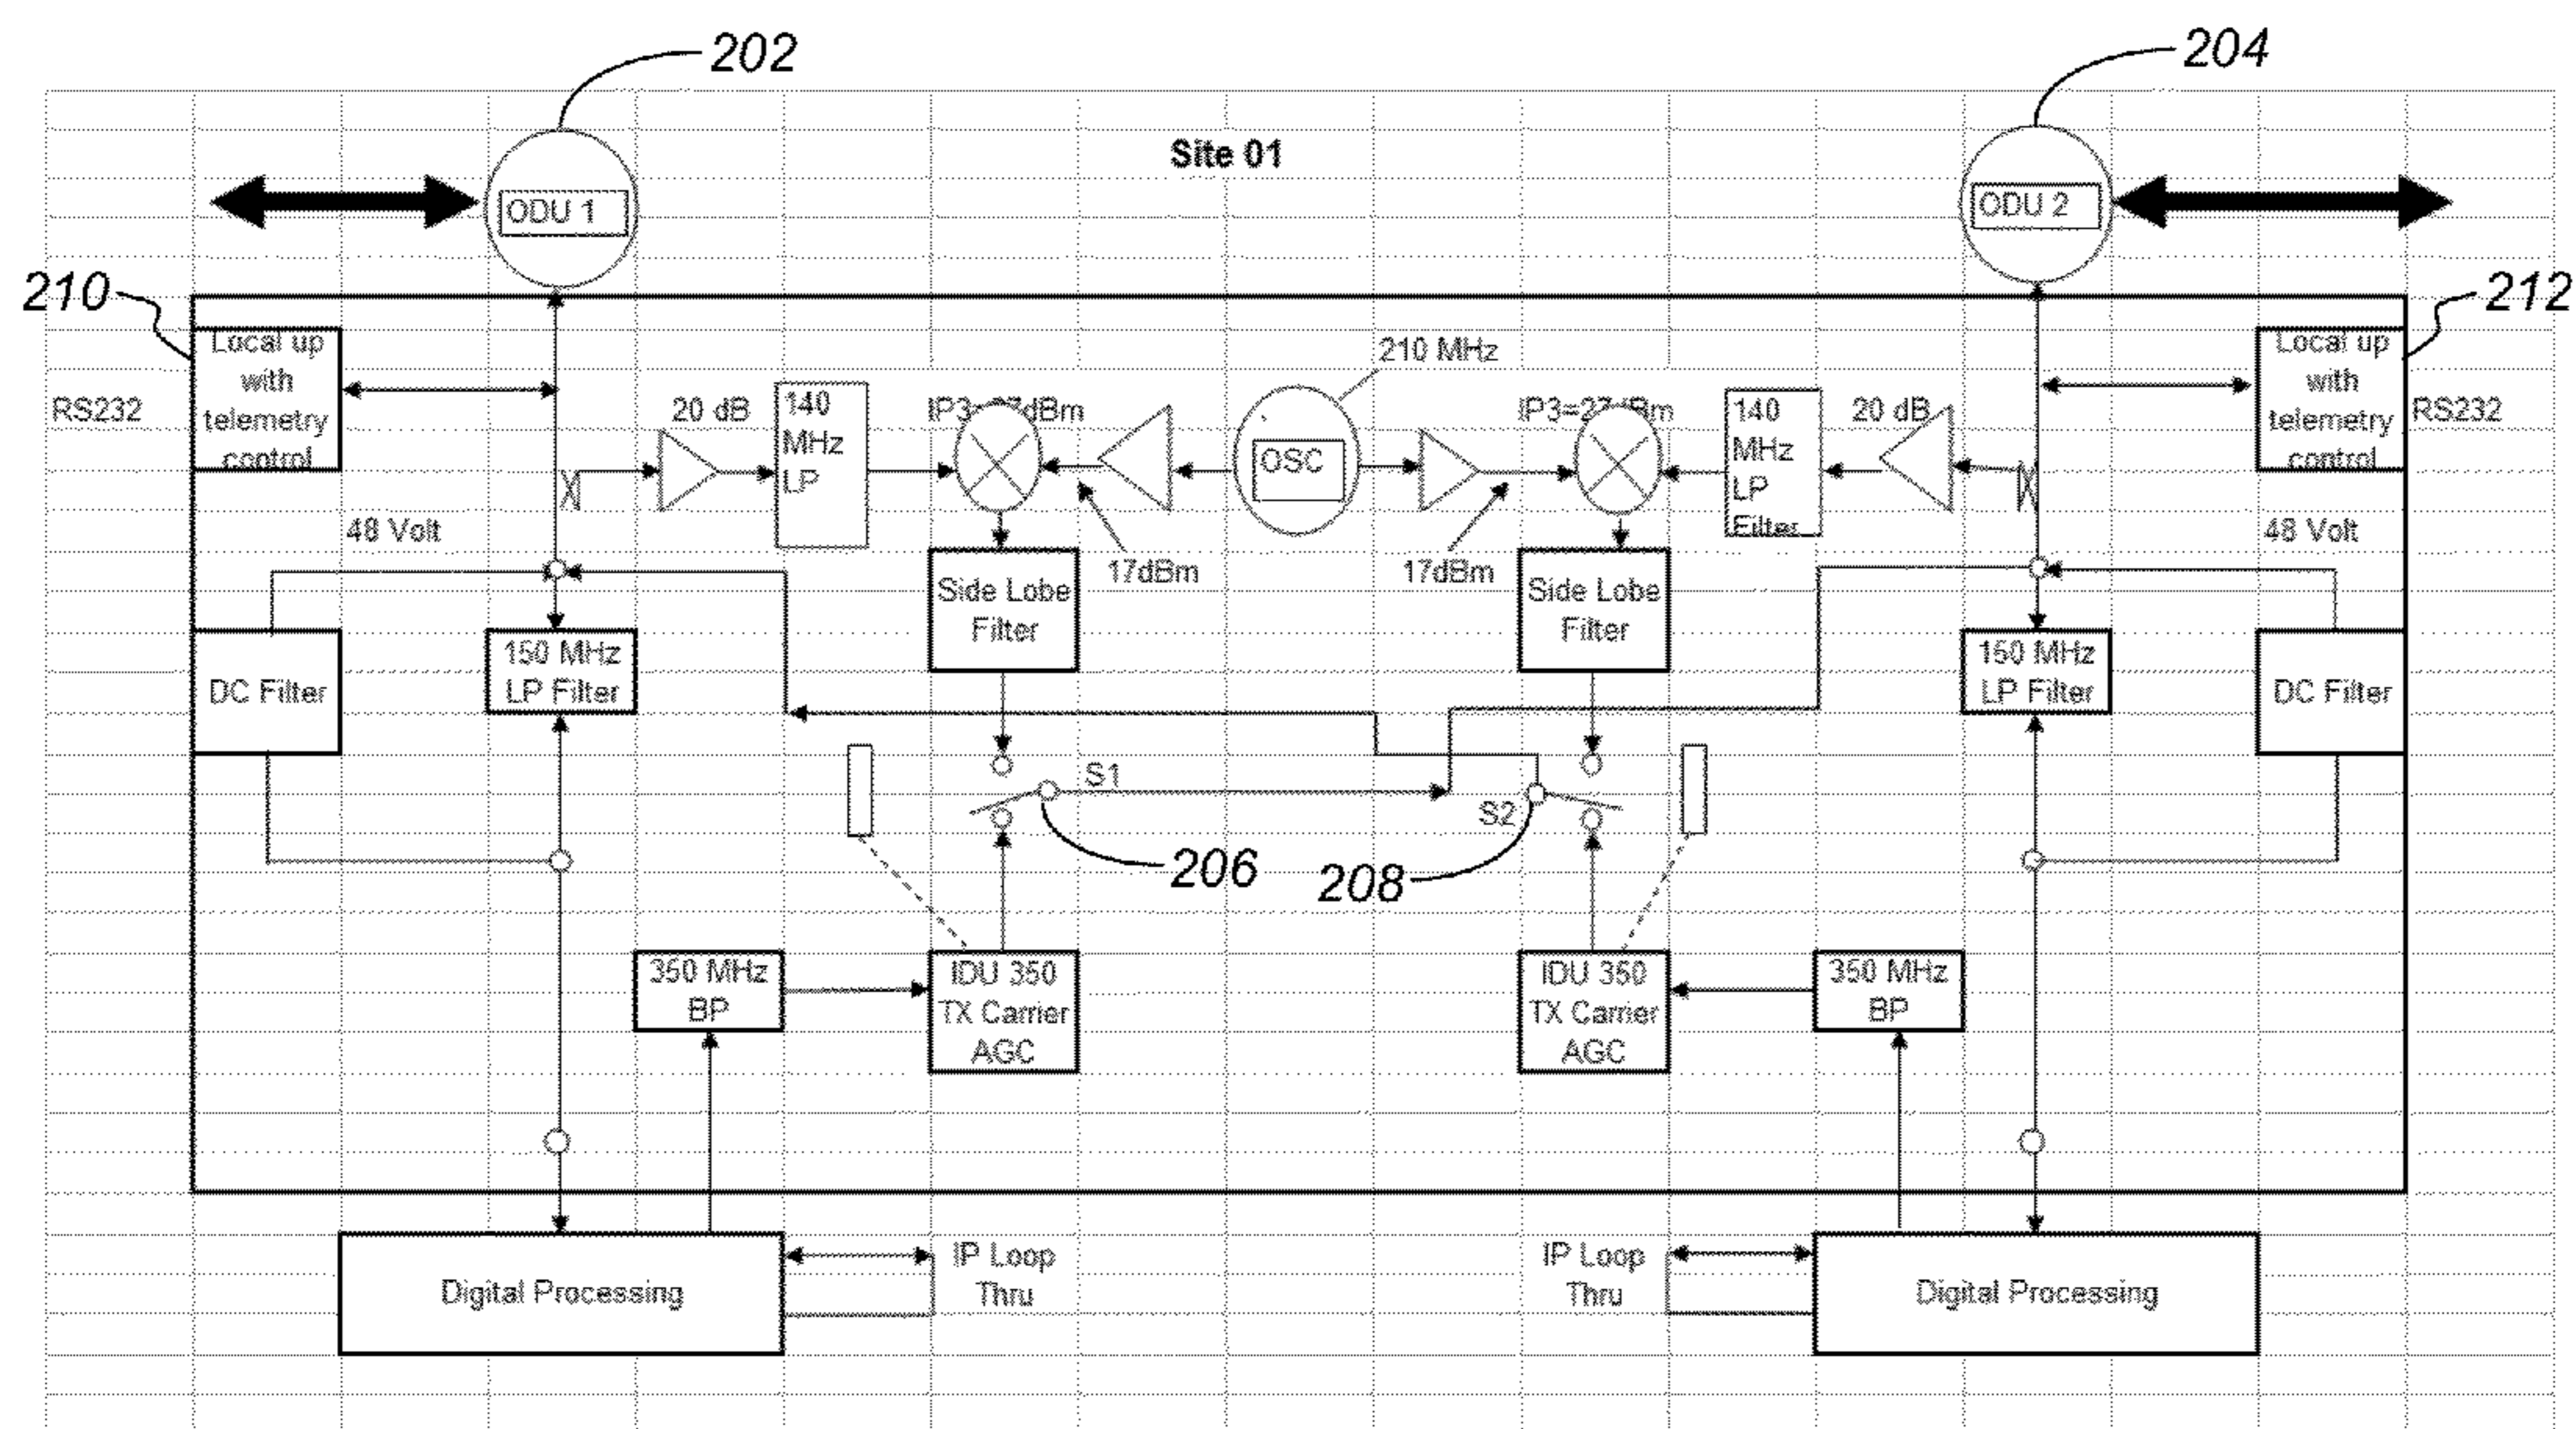 202
204
Site 01
ODU 1
ODU 2
210
212
Local up
with
telemetry
control
RS232
20 dB
140
MHz
LP
210 MHz
OSC
IP3=27dBm
140
MHz
LP
Filter
20 dB
Local up
with
telemetry
control
RS232
48 Volt
17dBm
17dBm
48 Volt
Side Lobe
Filter
Side Lobe
Filter
DC Filter
150 MHz
LP Filter
150 MHz
LP Filter
DC Filter
S1
S2
206
208
350 MHz
BP
IDU 350
TX Carrier
AGC
IDU 350
TX Carrier
AGC
350 MHz
BP
Digital Processing
IP Loop
Thru
IP Loop
Thru
Digital Processing